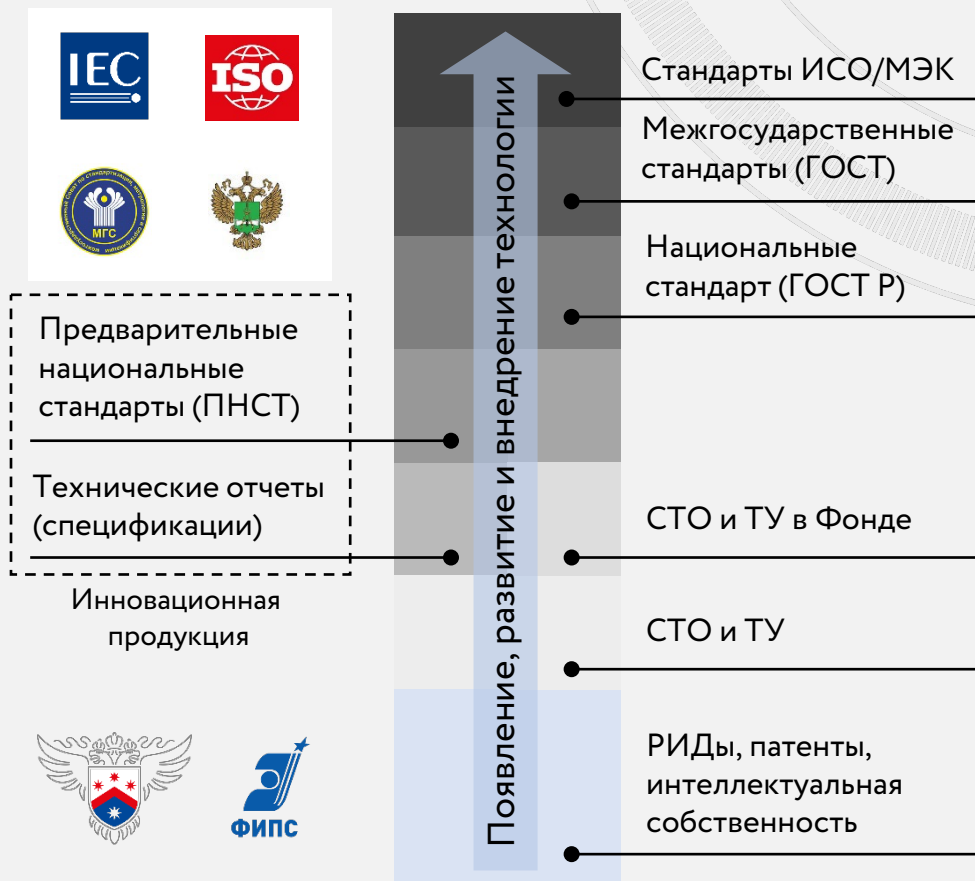 IEC
ISO
МГС
Стандарты ИСО/МЭК
Межгосударственные
стандарты (ГОСТ)
Национальные
стандарт (ГОСТ Р)
Предварительные
национальные
стандарты (ПНСТ)
Технические отчеты
(спецификации)
Инновационная
продукция
Появление, развитие и внедрение технологии
СТО и ТУ в Фонде
СТО и ТУ
РИДы, патенты,
интеллектуальная
собственность
ФИПС